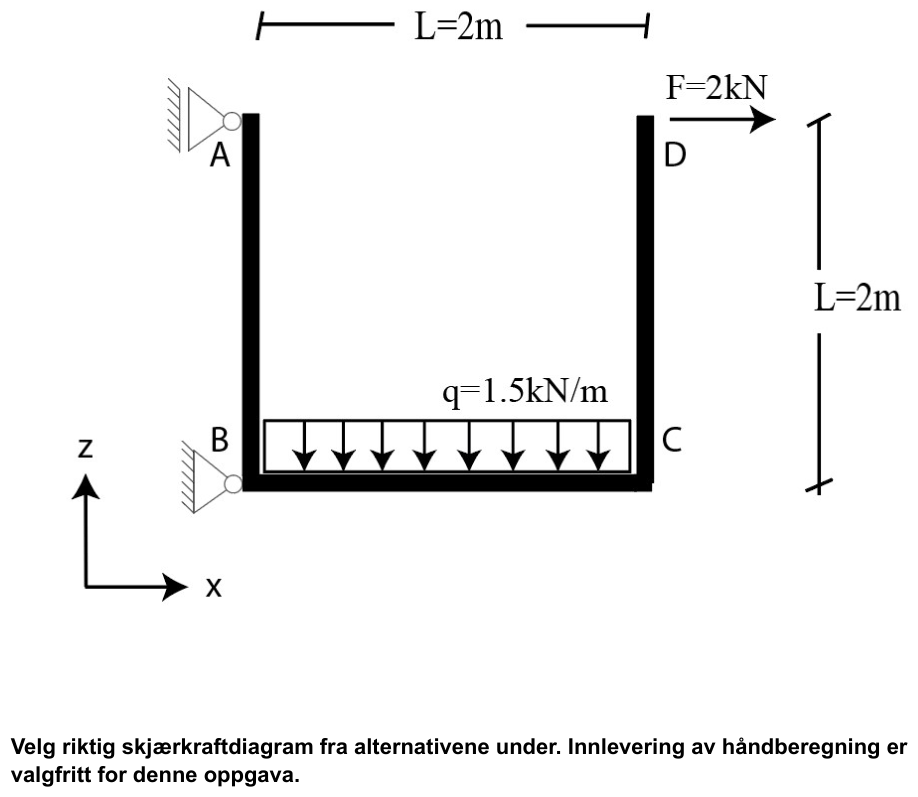 L=2m
F=2kN
A
D
L=2m
q=1.5kN/m
B
C
z
x
Velg riktig skjærkraftdiagram fra alternativene under. Innlevering av håndberegning er
valgfritt for denne oppgava.